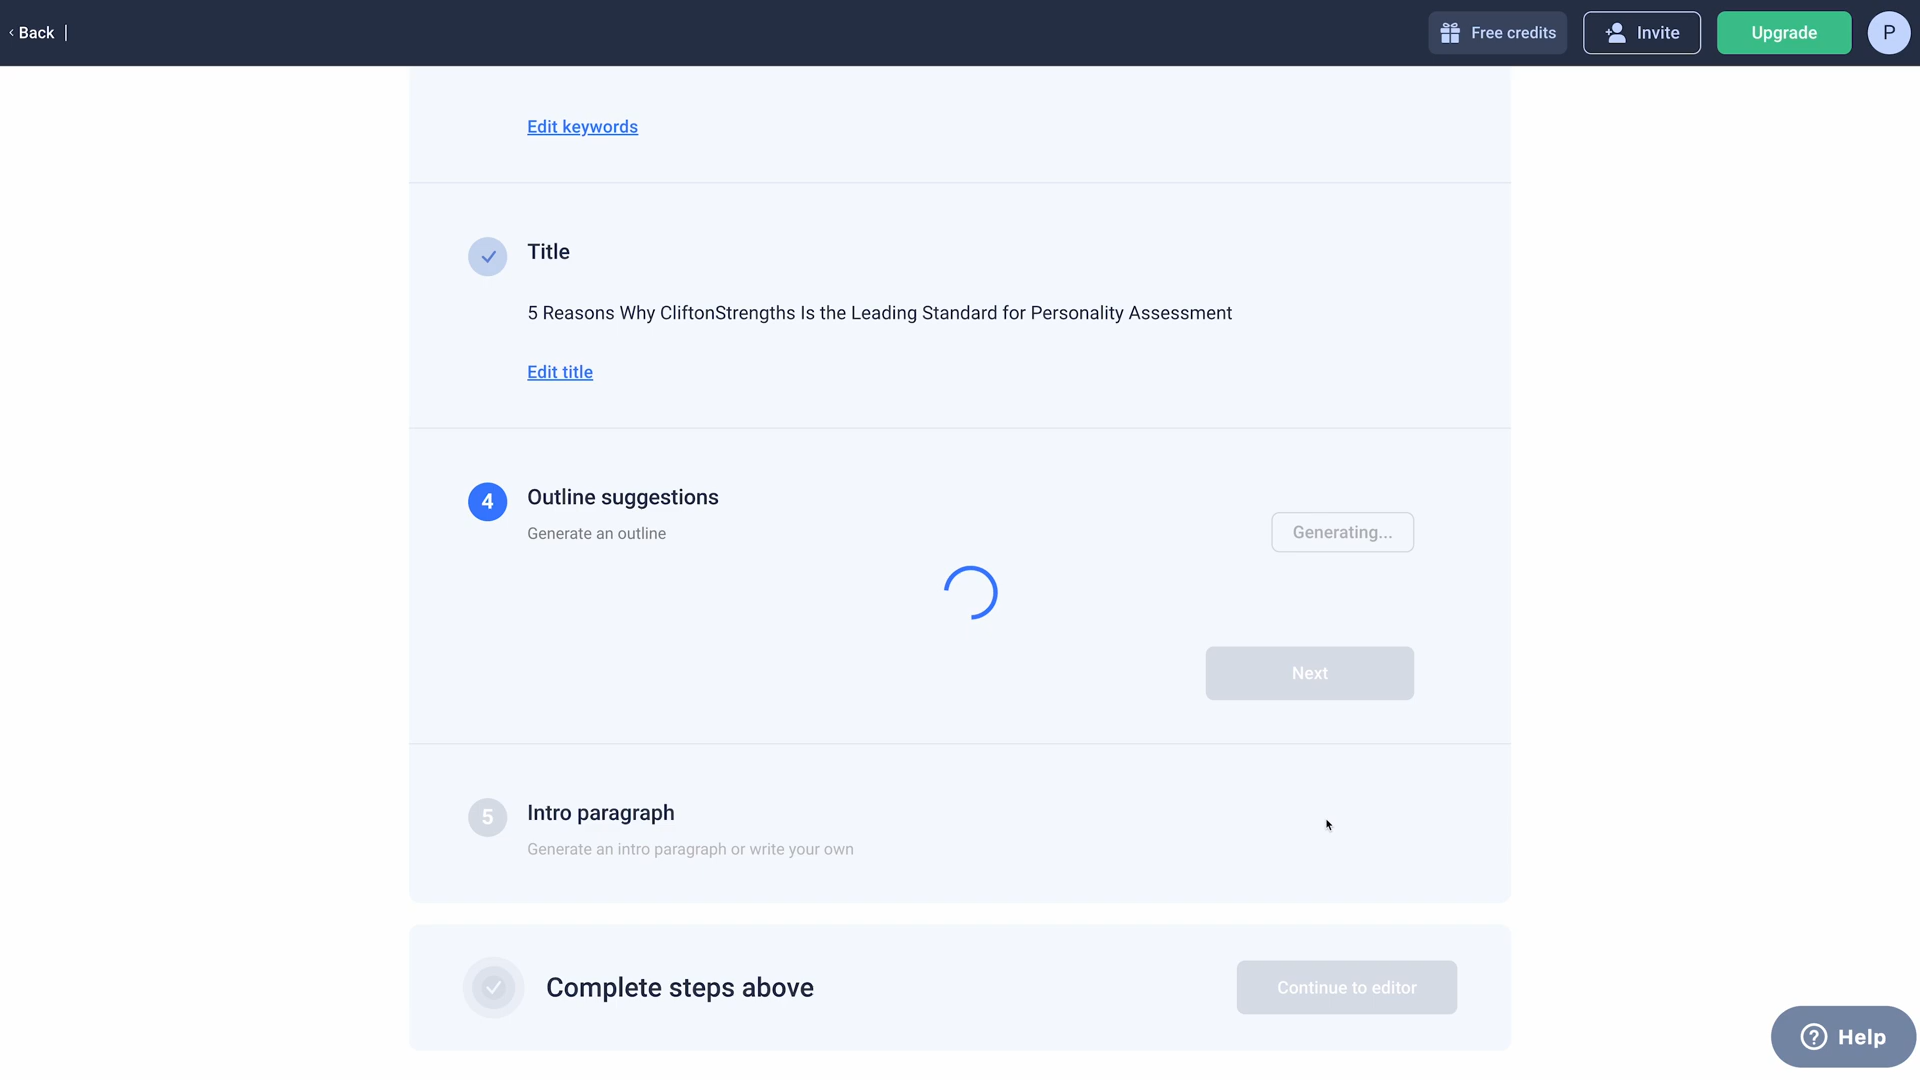 ‹ Back |
Free credits
Invite
Upgrade
P
Edit keywords
Title
5 Reasons Why CliftonStrengths Is the Leading Standard for Personality Assessment
Edit title
4
Outline suggestions
Generate an outline
Generating...
Next
5
Intro paragraph
Generate an intro paragraph or write your own
Complete steps above
Continue to editor
? Help